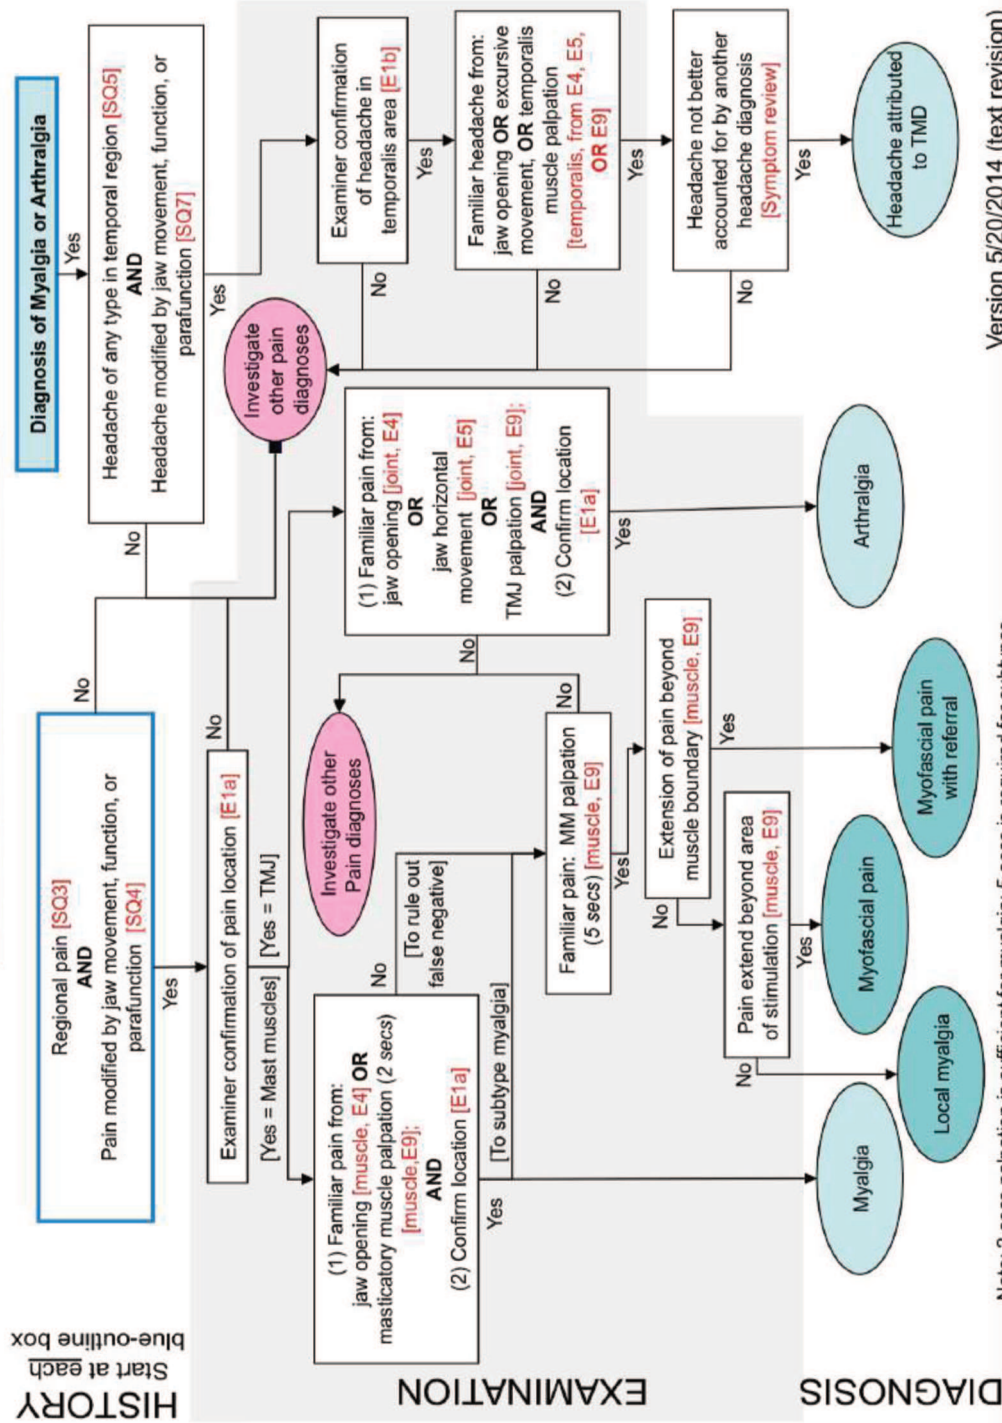 HISTORY
Start at each
blue-outline box
Regional pain [SQ3]
AND
Pain modified by jaw movement, function, or
parafunction [SQ4]
No
Yes
Diagnosis of Myalgia or Arthralgia
Yes
Headache of any type in temporal region [SQ5]
AND
Headache modified by jaw movement, function, or
parafunction [SQ7]
No
Yes
EXAMINATION
Examiner confirmation of pain location [E1a]
No
[Yes = Mast muscles]
[Yes = TMJ]
(1) Familiar pain from:
jaw opening [muscle, E4] OR
masticatory muscle palpation (2 secs)
[muscle,E9];
AND
(2) Confirm location [E1a]
No
[To rule out
false negative]
Yes
[To subtype myalgia]
Investigate other
Pain diagnoses
Familiar pain: MM palpation
(5 secs) [muscle, E9]
No
Yes
Extension of pain beyond
muscle boundary [muscle, E9]
No
Yes
Pain extend beyond area
of stimulation [muscle, E9]
No
Yes
(1) Familiar pain from:
jaw opening [joint, E4]
OR
jaw horizontal
movement [joint, E5]
OR
TMJ palpation [joint, E9];
AND
(2) Confirm location
[E1a]
No
Yes
Investigate
other pain
diagnoses
Examiner confirmation
of headache in
temporalis area [E1b]
No
Yes
Familiar headache from:
jaw opening OR excursive
movement, OR temporalis
muscle palpation
[temporalis, from E4, E5,
OR E9]
No
Yes
Headache not better
accounted for by another
headache diagnosis
[Symptom review]
No
Yes
DIAGNOSIS
Myalgia
Local myalgia
Myofascial pain
Myofascial pain
with referral
Arthralgia
Headache attributed
to TMD
Version 5/20/2014 (text revision)